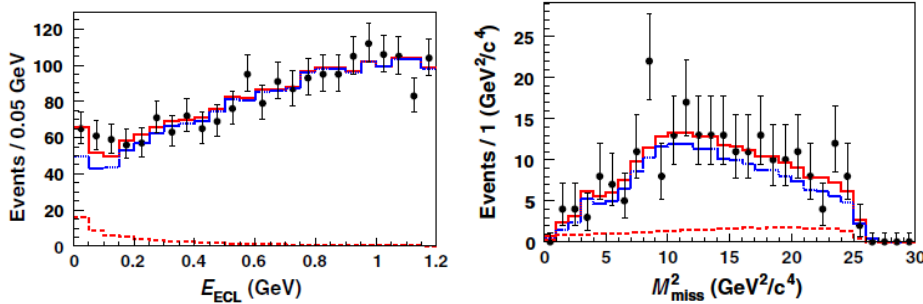 Events / 0.05 GeV
120
100
80
60
40
20
0
0 0.2 0.4 0.6 0.8 1 1.2
E_ECL (GeV)
Events / 1 (GeV²/c⁴)
25
20
15
10
5
0
0 5 10 15 20 25 30
M²_miss (GeV²/c⁴)